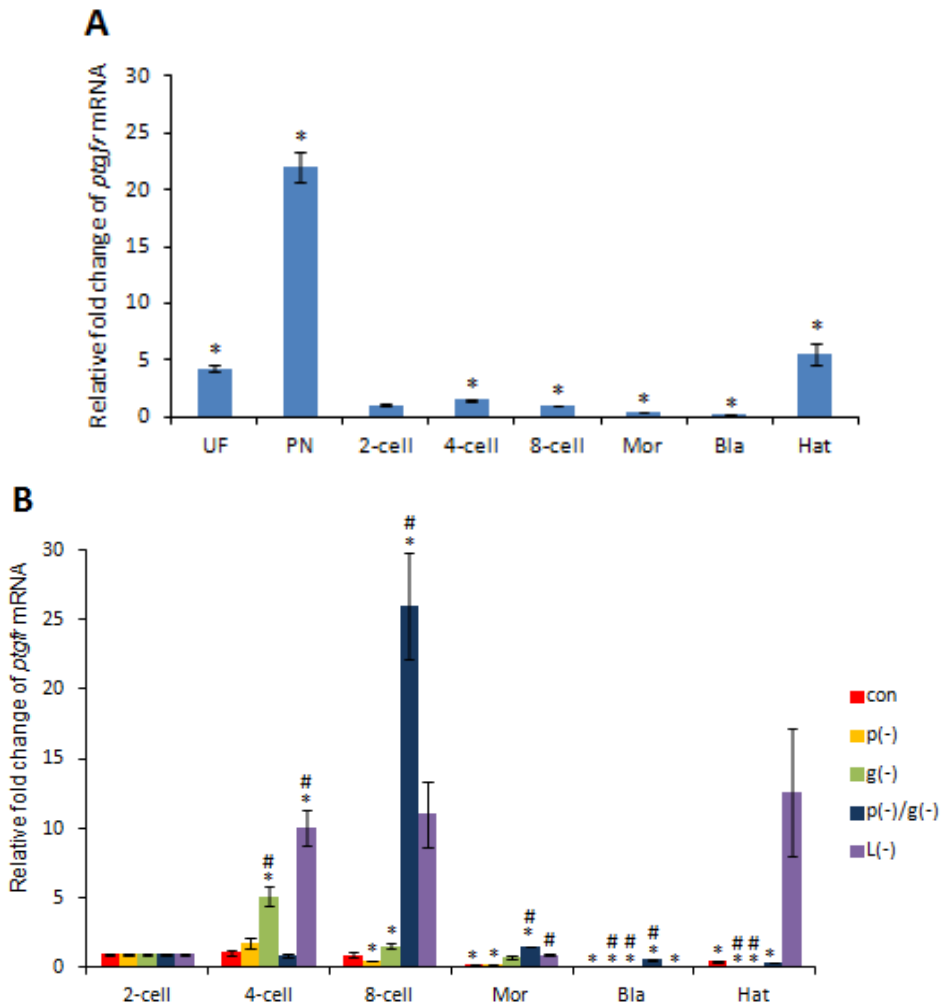 A
Relative fold change of ptgfr mRNA
30
25
20
15
10
5
0
* * * * * * *
UF PN 2-cell 4-cell 8-cell Mor Bla Hat
B
Relative fold change of ptgfr mRNA
30
25
20
15
10
5
0
# * # * * * # * * * # * # * # * # * # * * * # * # * *
2-cell 4-cell 8-cell Mor Bla Hat
con
p(-)
g(-)
p(-)/g(-)
L(-)